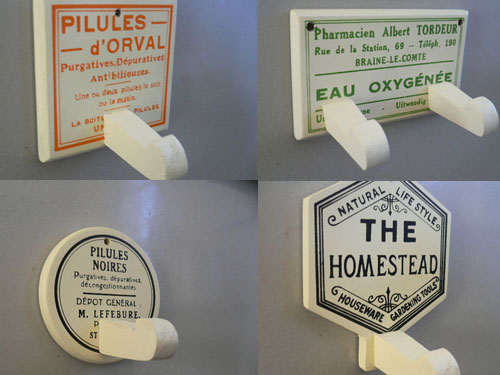 PILULES
— d'ORVAL
Purgatives, Dépuratives
Antibilieuses.
Une ou deux pilules le soir
ou le matin.
LA BOITE PILULES
Pharmacien Albert TORDEUR
Rue de la Station, 69 — Téléph. 190
BRAINE-LE-COMTE
EAU OXYGÉNÉE
Uitwendig
PILULES
NOIRES
Purgatives, dépuratives,
décongestionnantes
DÉPOT GÉNÉRAL :
M. LEFEBURE,
NATURAL LIFE STYLE
THE
HOMESTEAD
HOUSEWARE GARDENING TOOLS